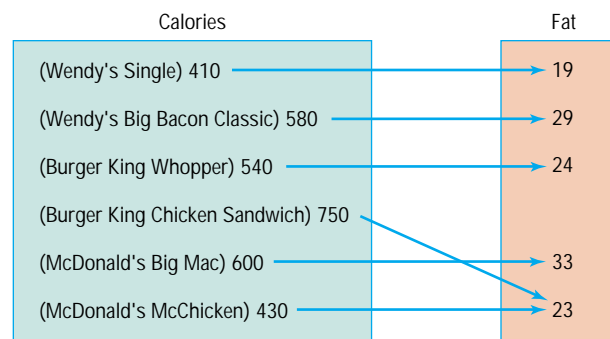 Calories Fat
(Wendy's Single) 410 19
(Wendy's Big Bacon Classic) 580 29
(Burger King Whopper) 540 24
(Burger King Chicken Sandwich) 750
(McDonald's Big Mac) 600 33
(McDonald's McChicken) 430 23